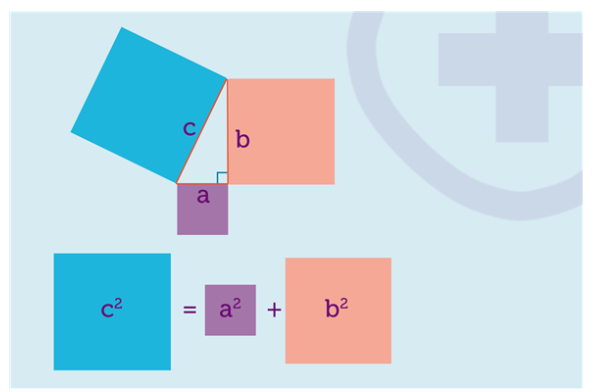 c
b
a
c² = a² + b²